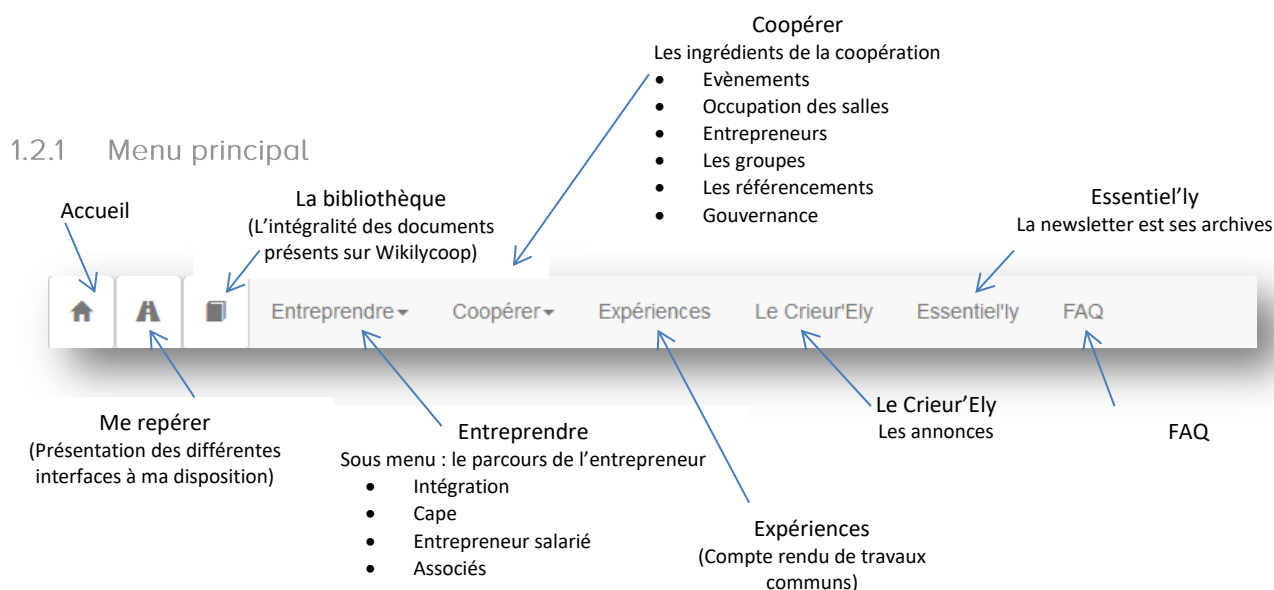 Coopérer
Les ingrédients de la coopération
• Evènements
• Occupation des salles
• Entrepreneurs
• Les groupes
• Les référencements
• Gouvernance
1.2.1 Menu principal
Accueil
La bibliothèque
(L’intégralité des documents
présents sur Wikilycoop)
Essentiel’ly
La newsletter est ses archives
Entreprendre Coopérer Expériences Le Crieur'Ely Essentiel'ly FAQ
Me repérer
(Présentation des différentes
interfaces à ma disposition)
Entreprendre
Sous menu : le parcours de l’entrepreneur
• Intégration
• Cape
• Entrepreneur salarié
• Associés
Expériences
(Compte rendu de travaux
communs)
Le Crieur’Ely
Les annonces
FAQ